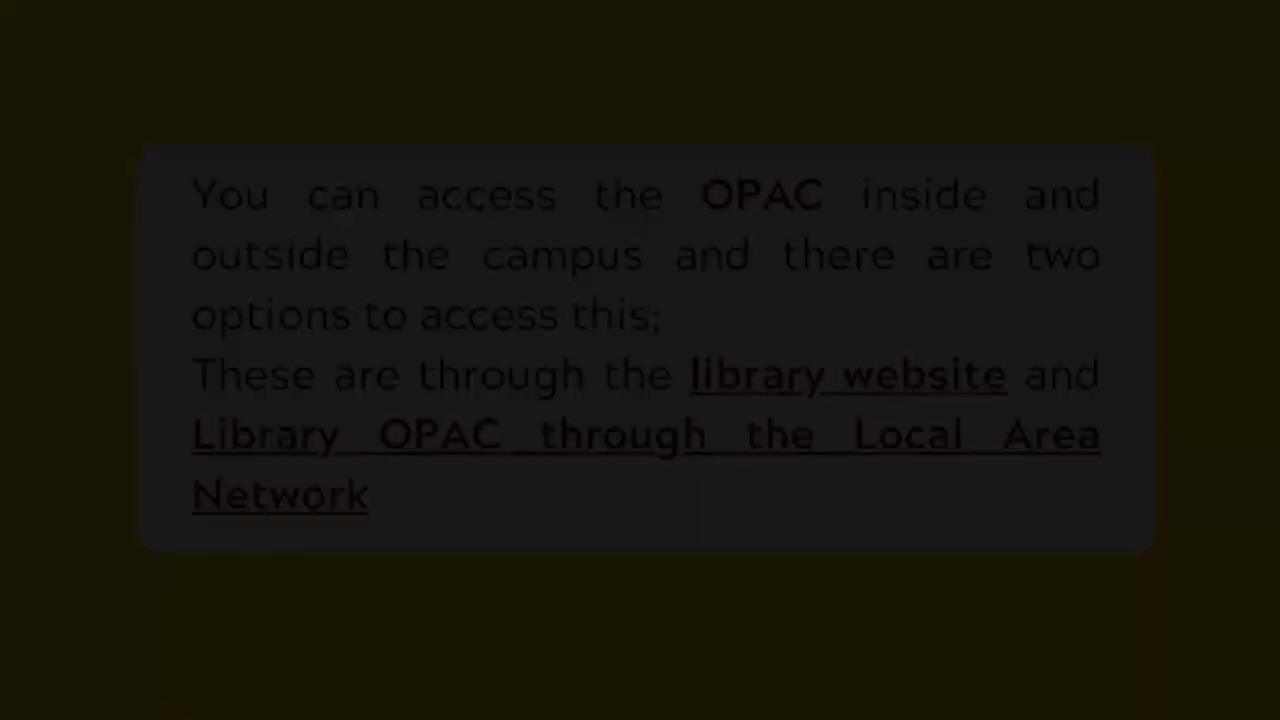 You can access the OPAC inside and
outside the campus and there are two
options to access this;
These are through the library website and
Library OPAC through the Local Area
Network